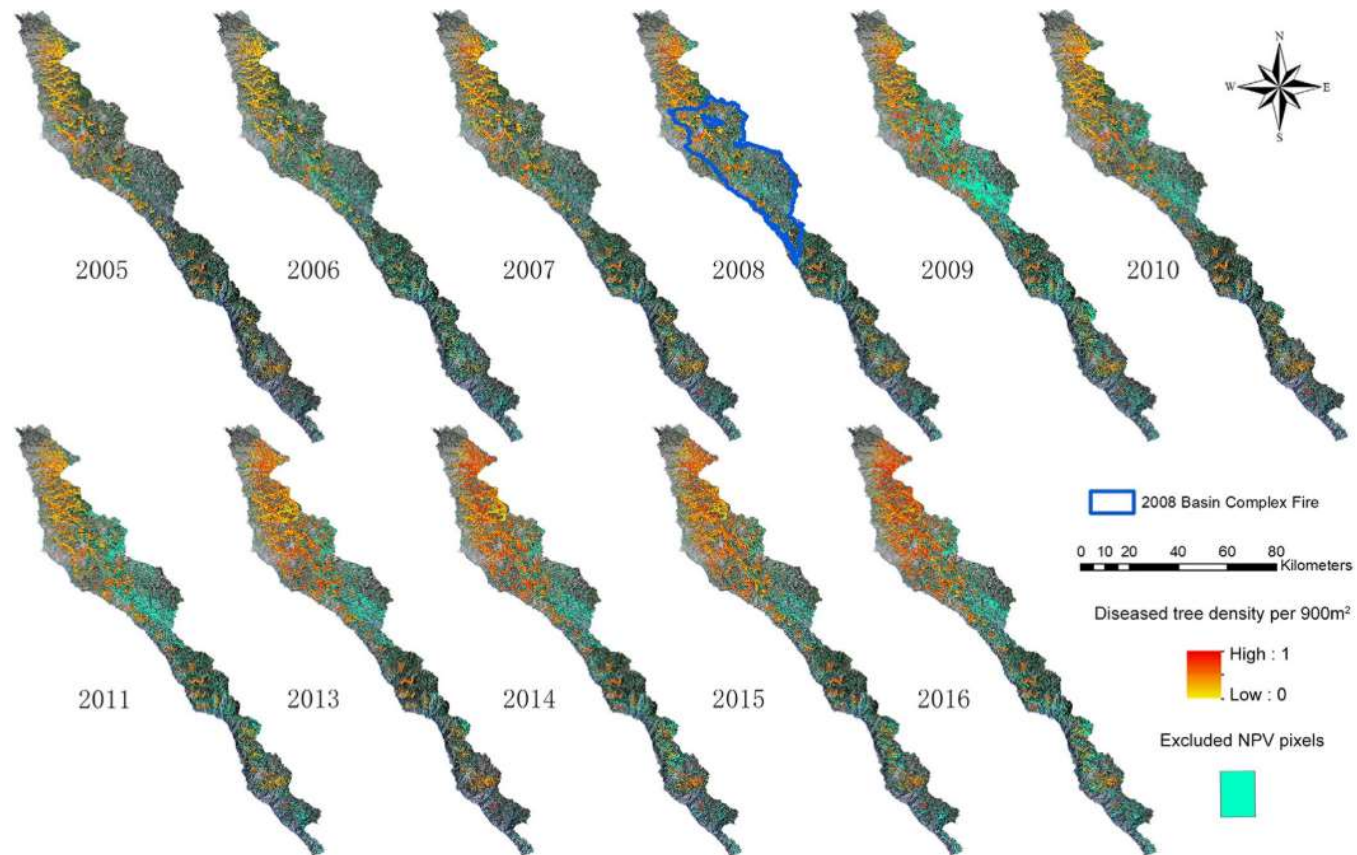 N
W E
S
2005 2006 2007 2008 2009 2010
2008 Basin Complex Fire
0 10 20 40 60 80
Kilometers
Diseased tree density per 900m²
High : 1
Low : 0
2011 2013 2014 2015 2016
Excluded NPV pixels